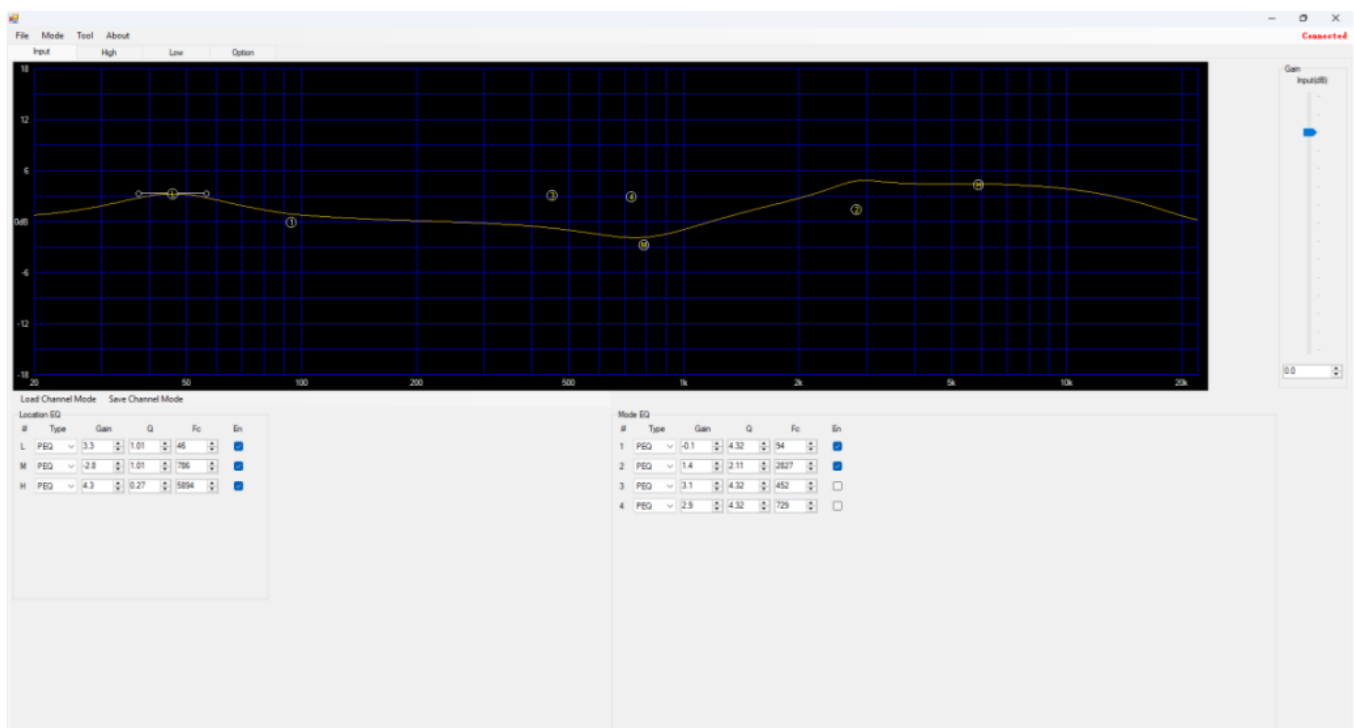 File Mode Tool About Connected
Input High Low Option
18
12
6
0dB
-6
-12
-18
20 50 100 200 500 1k 2k 5k 10k 20k
L 1 3 4 M 2 H
Gain
Input(dB)
0.0
Load Channel Mode Save Channel Mode
Location EQ
# Type Gain Q Fc En
L PEQ 3.3 1.01 46
M PEQ -2.8 1.01 786
H PEQ 4.3 0.27 5894
Mode EQ
# Type Gain Q Fc En
1 PEQ -0.1 4.32 94
2 PEQ 1.4 2.11 2827
3 PEQ 3.1 4.32 452
4 PEQ 2.9 4.32 729